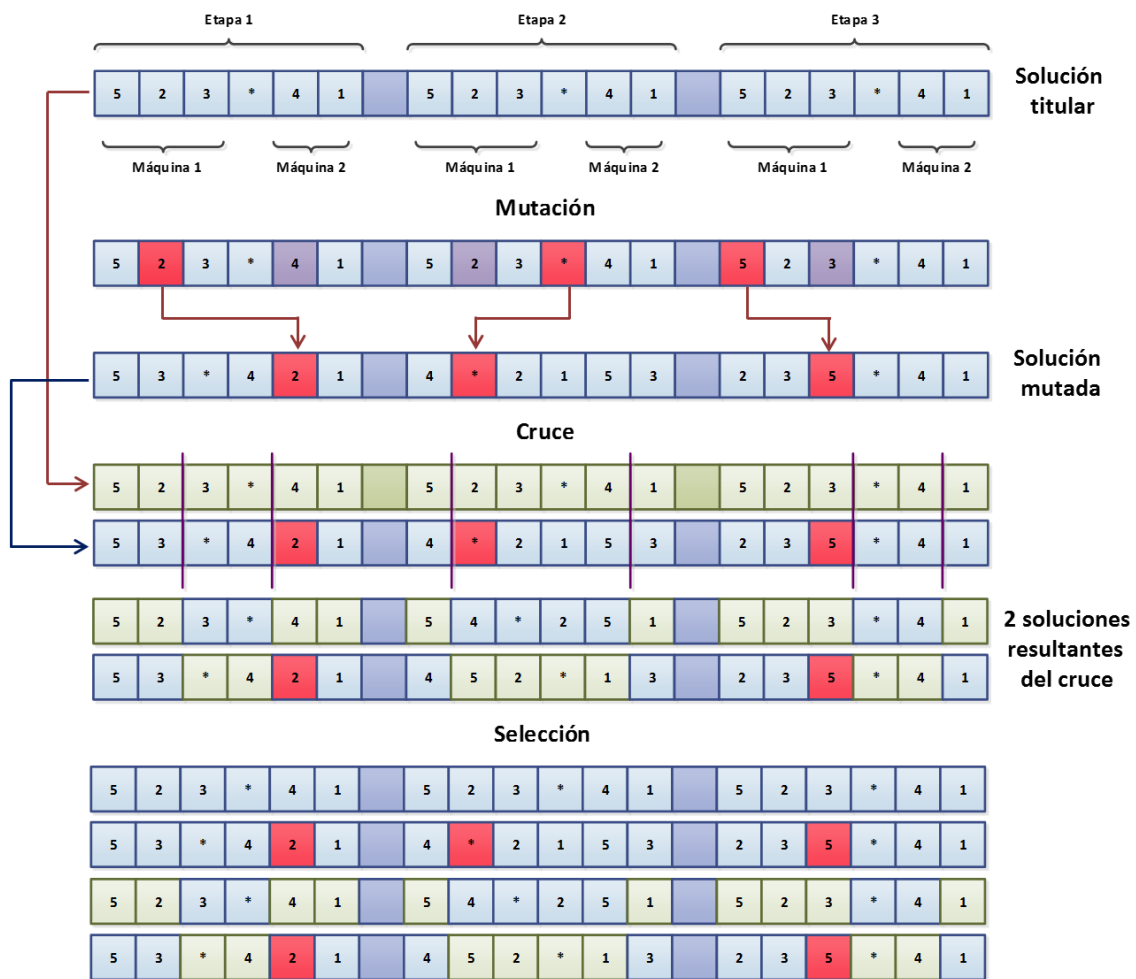 Etapa 1 Etapa 2 Etapa 3
5 2 3 * 4 1 5 2 3 * 4 1 5 2 3 * 4 1
Solución
titular
Máquina 1 Máquina 2 Máquina 1 Máquina 2 Máquina 1 Máquina 2
Mutación
5 2 3 * 4 1 5 2 3 * 4 1 5 2 3 * 4 1
5 3 * 4 2 1 4 * 2 1 5 3 2 3 5 * 4 1
Solución
mutada
Cruce
5 2 3 * 4 1 5 2 3 * 4 1 5 2 3 * 4 1
5 3 * 4 2 1 4 * 2 1 5 3 2 3 5 * 4 1
5 2 3 * 4 1 5 4 * 2 5 1 5 2 3 * 4 1
5 3 * 4 2 1 4 5 2 * 1 3 2 3 5 * 4 1
2 soluciones
resultantes
del cruce
Selección
5 2 3 * 4 1 5 2 3 * 4 1 5 2 3 * 4 1
5 3 * 4 2 1 4 * 2 1 5 3 2 3 5 * 4 1
5 2 3 * 4 1 5 4 * 2 5 1 5 2 3 * 4 1
5 3 * 4 2 1 4 5 2 * 1 3 2 3 5 * 4 1